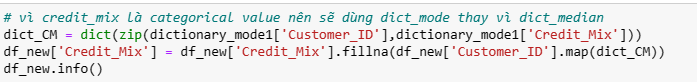 # vì credit_mix là categorical value nên sẽ dùng dict_mode thay vì dict_median
dict_CM = dict(zip(dictionary_mode1['Customer_ID'],dictionary_mode1['Credit_Mix']))
df_new['Credit_Mix'] = df_new['Credit_Mix'].fillna(df_new['Customer_ID'].map(dict_CM))
df_new.info()